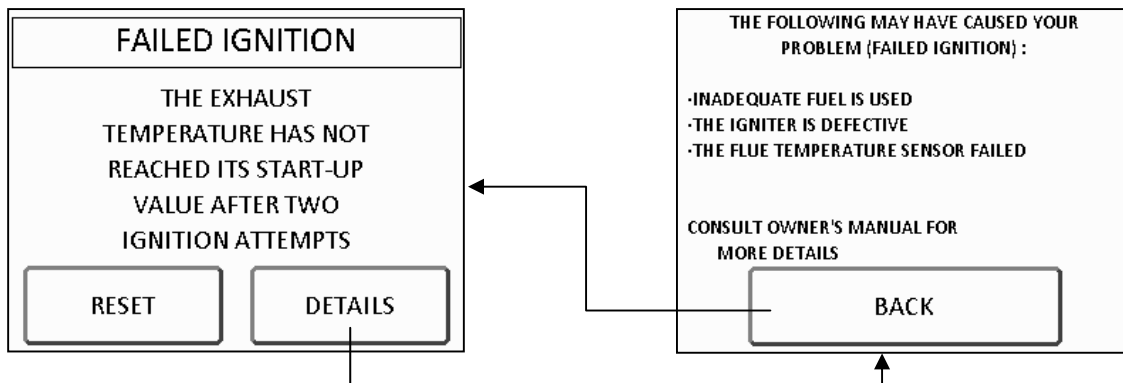 FAILED IGNITION
THE EXHAUST
TEMPERATURE HAS NOT
REACHED ITS START-UP
VALUE AFTER TWO
IGNITION ATTEMPTS
RESET
DETAILS
THE FOLLOWING MAY HAVE CAUSED YOUR
PROBLEM (FAILED IGNITION) :
·INADEQUATE FUEL IS USED
·THE IGNITER IS DEFECTIVE
·THE FLUE TEMPERATURE SENSOR FAILED
CONSULT OWNER'S MANUAL FOR
MORE DETAILS
BACK